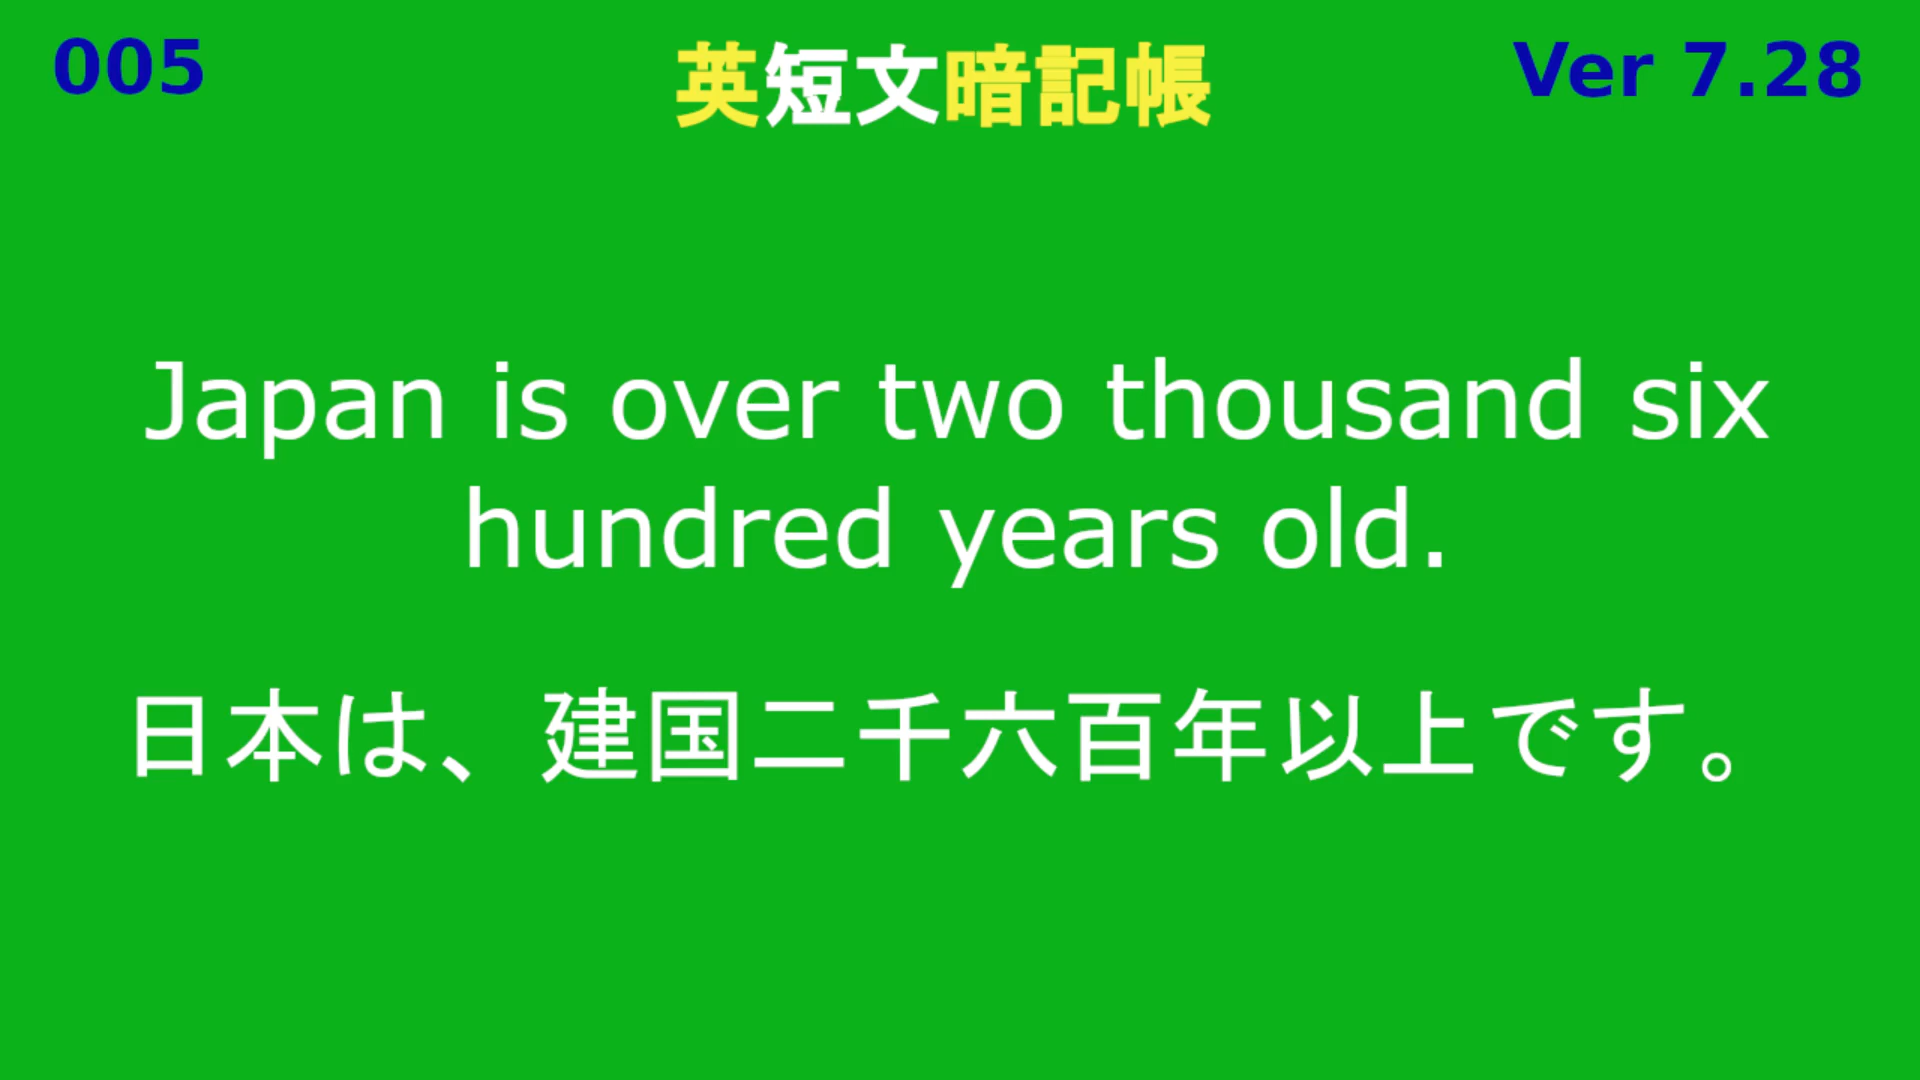 005
英短文暗記帳
Ver 7.28
Japan is over two thousand six
hundred years old.
日本は、建国二千六百年以上です。